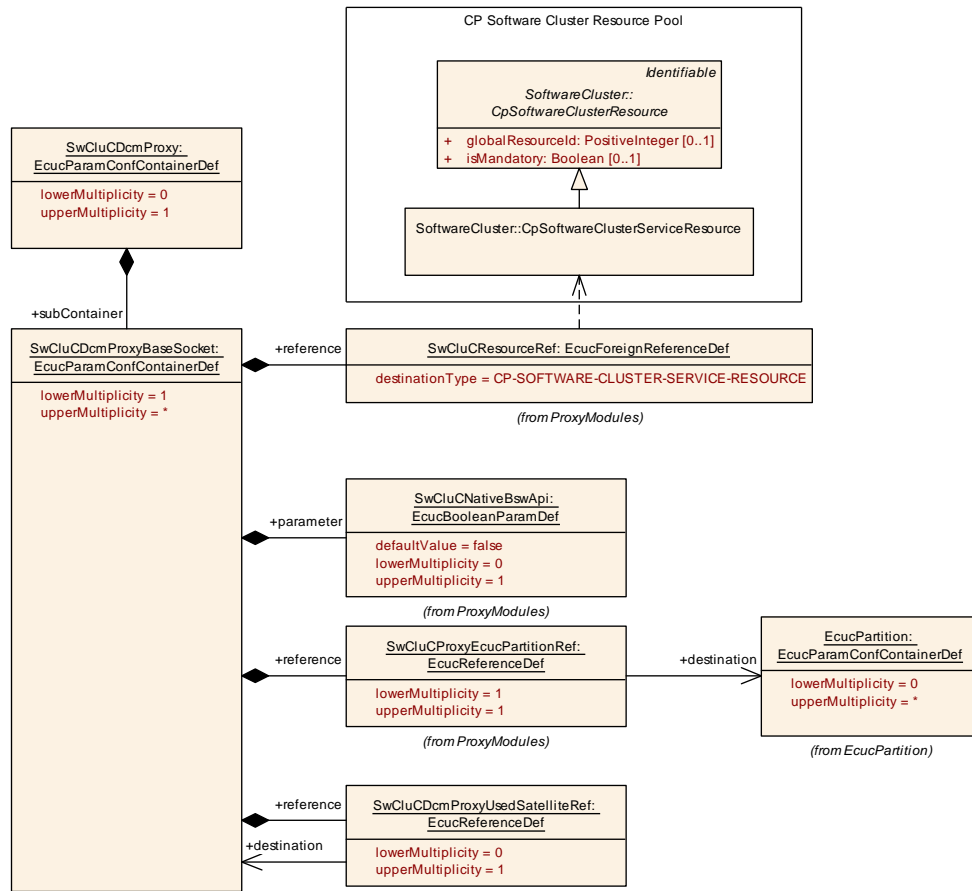 CP Software Cluster Resource Pool
Identifiable
SoftwareCluster::
CpSoftwareClusterResource
+ globalResourceId: PositiveInteger [0..1]
+ isMandatory: Boolean [0..1]
SwCluCDcmProxy:
EcucParamConfContainerDef
lowerMultiplicity = 0
upperMultiplicity = 1
SoftwareCluster::CpSoftwareClusterServiceResource
+subContainer
SwCluCDcmProxyBaseSocket:
EcucParamConfContainerDef
lowerMultiplicity = 1
upperMultiplicity = *
+reference
SwCluCResourceRef: EcucForeignReferenceDef
destinationType = CP-SOFTWARE-CLUSTER-SERVICE-RESOURCE
(from ProxyModules)
+parameter
SwCluCNativeBswApi:
EcucBooleanParamDef
defaultValue = false
lowerMultiplicity = 0
upperMultiplicity = 1
(from ProxyModules)
+reference
SwCluCProxyEcucPartitionRef:
EcucReferenceDef
lowerMultiplicity = 1
upperMultiplicity = 1
(from ProxyModules)
+destination
EcucPartition:
EcucParamConfContainerDef
lowerMultiplicity = 0
upperMultiplicity = *
(from EcucPartition)
+reference
SwCluCDcmProxyUsedSatelliteRef:
EcucReferenceDef
+destination
lowerMultiplicity = 0
upperMultiplicity = 1